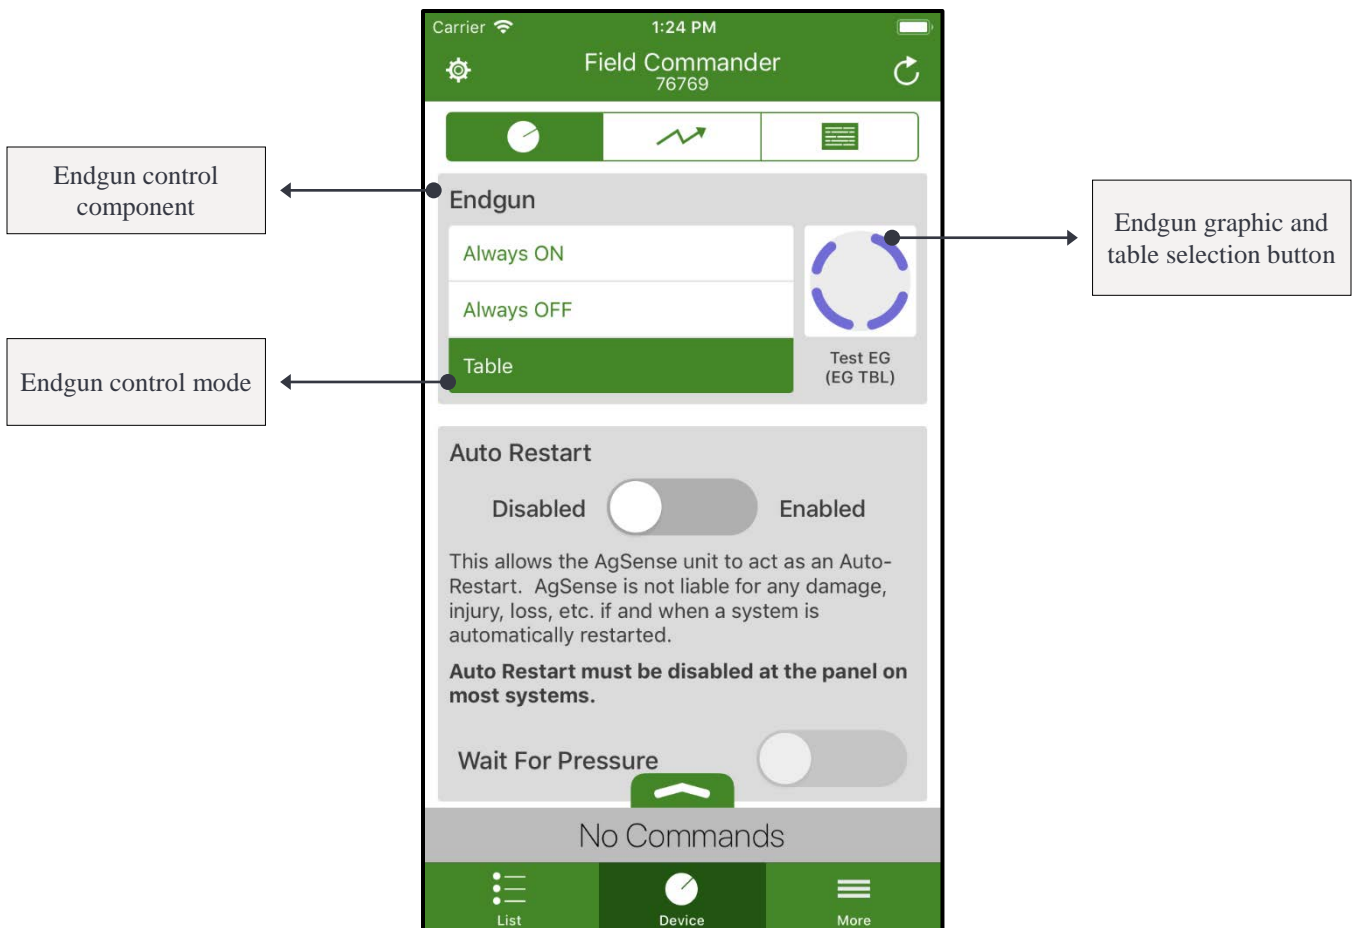 Carrier
1:24 PM
Field Commander
76769
Endgun control
component
Endgun
Always ON
Always OFF
Table
Test EG
(EG TBL)
Endgun graphic and
table selection button
Endgun control mode
Auto Restart
Disabled
Enabled
This allows the AgSense unit to act as an Auto-
Restart.  AgSense is not liable for any damage,
injury, loss, etc. if and when a system is
automatically restarted.
Auto Restart must be disabled at the panel on
most systems.
Wait For Pressure
No Commands
List
Device
More